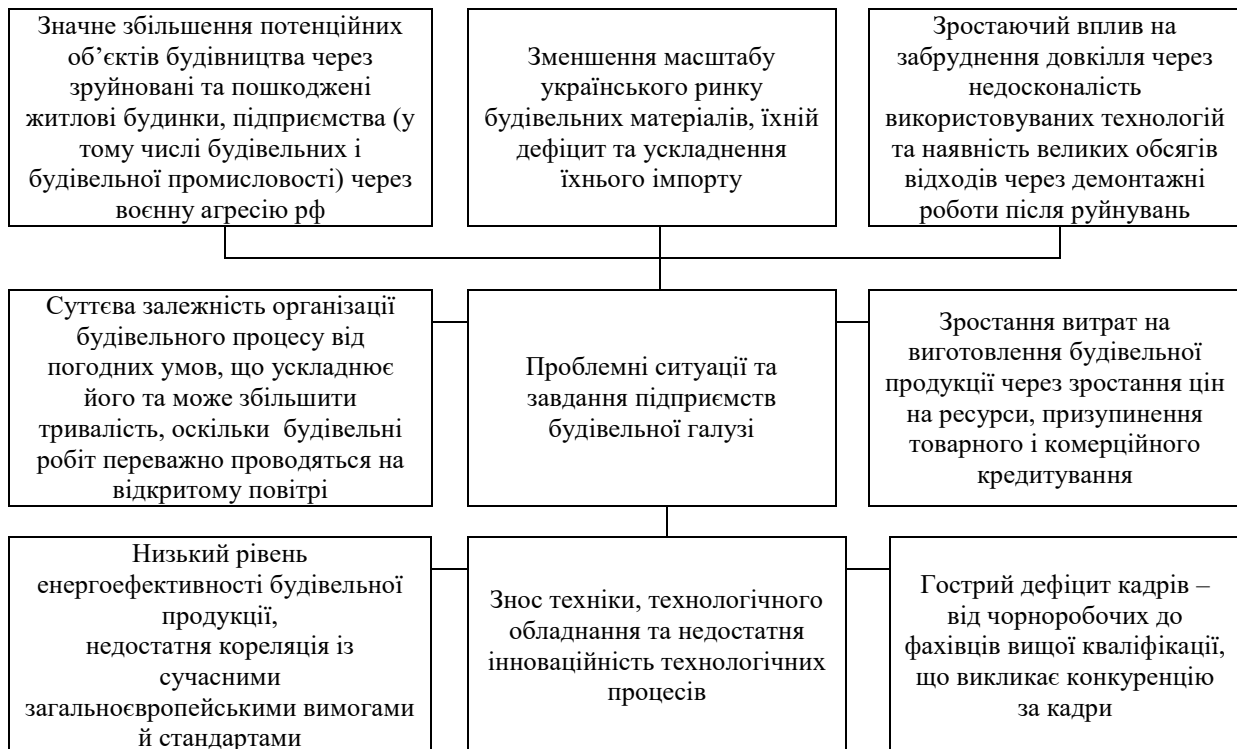 Значне збільшення потенційних
об’єктів будівництва через
зруйновані та пошкоджені
житлові будинки, підприємства (у
тому числі будівельних і
будівельної промисловості) через
воєнну агресію рф
Зменшення масштабу
українського ринку
будівельних матеріалів, їхній
дефіцит та ускладнення
їхнього імпорту
Зростаючий вплив на
забруднення довкілля через
недосконалість
використовуваних технологій
та наявність великих обсягів
відходів через демонтажні
роботи після руйнувань
Суттєва залежність організації
будівельного процесу від
погодних умов, що ускладнює
його та може збільшити
тривалість, оскільки будівельні
робіт переважно проводяться на
відкритому повітрі
Проблемні ситуації та
завдання підприємств
будівельної галузі
Зростання витрат на
виготовлення будівельної
продукції через зростання цін
на ресурси, призупинення
товарного і комерційного
кредитування
Низький рівень
енергоефективності будівельної
продукції,
недостатня кореляція із
сучасними
загальноєвропейськими вимогами
й стандартами
Знос техніки, технологічного
обладнання та недостатня
інноваційність технологічних
процесів
Гострий дефіцит кадрів –
від чорноробочих до
фахівців вищої кваліфікації,
що викликає конкуренцію
за кадри